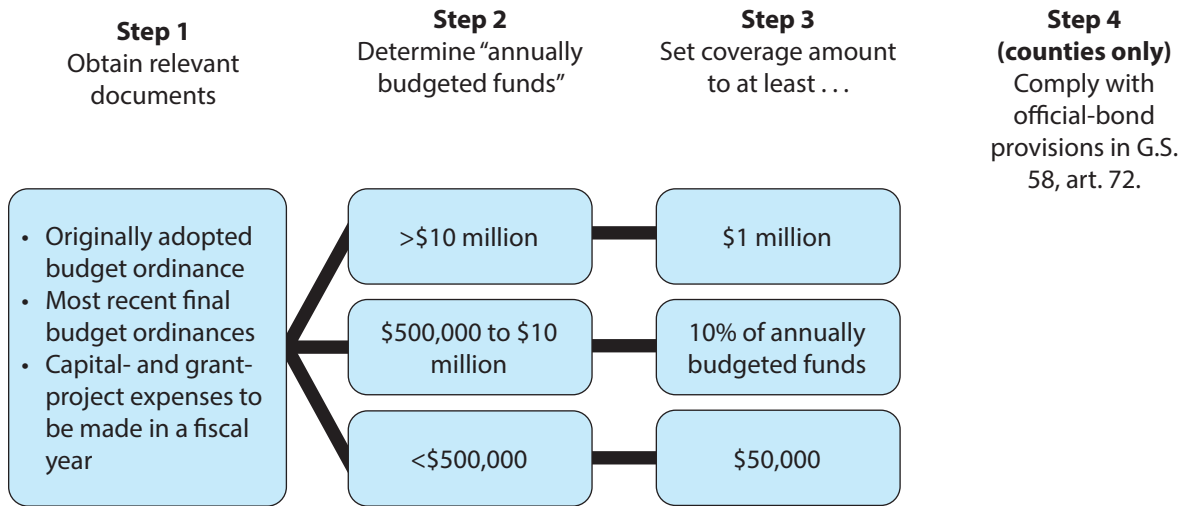 Step 1
Obtain relevant
documents
Step 2
Determine “annually
budgeted funds”
Step 3
Set coverage amount
to at least . . .
Step 4
(counties only)
Comply with
official-bond
provisions in G.S.
58, art. 72.
• Originally adopted
budget ordinance
• Most recent final
budget ordinances
• Capital- and grant-
project expenses to
be made in a fiscal
year
>$10 million
$1 million
$500,000 to $10
million
10% of annually
budgeted funds
<$500,000
$50,000